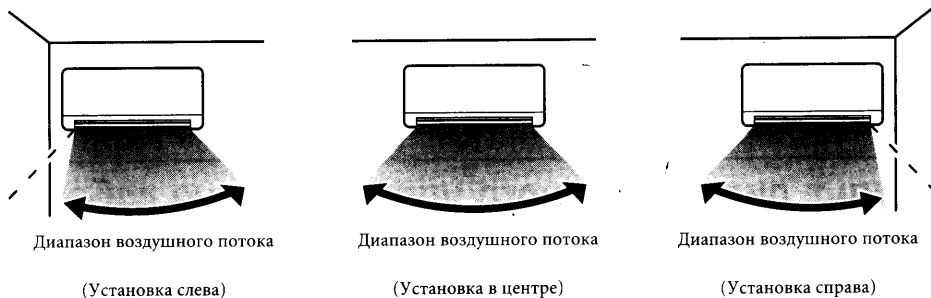 Диапазон воздушного потока
(Установка слева)
Диапазон воздушного потока
(Установка в центре)
Диапазон воздушного потока
(Установка справа)